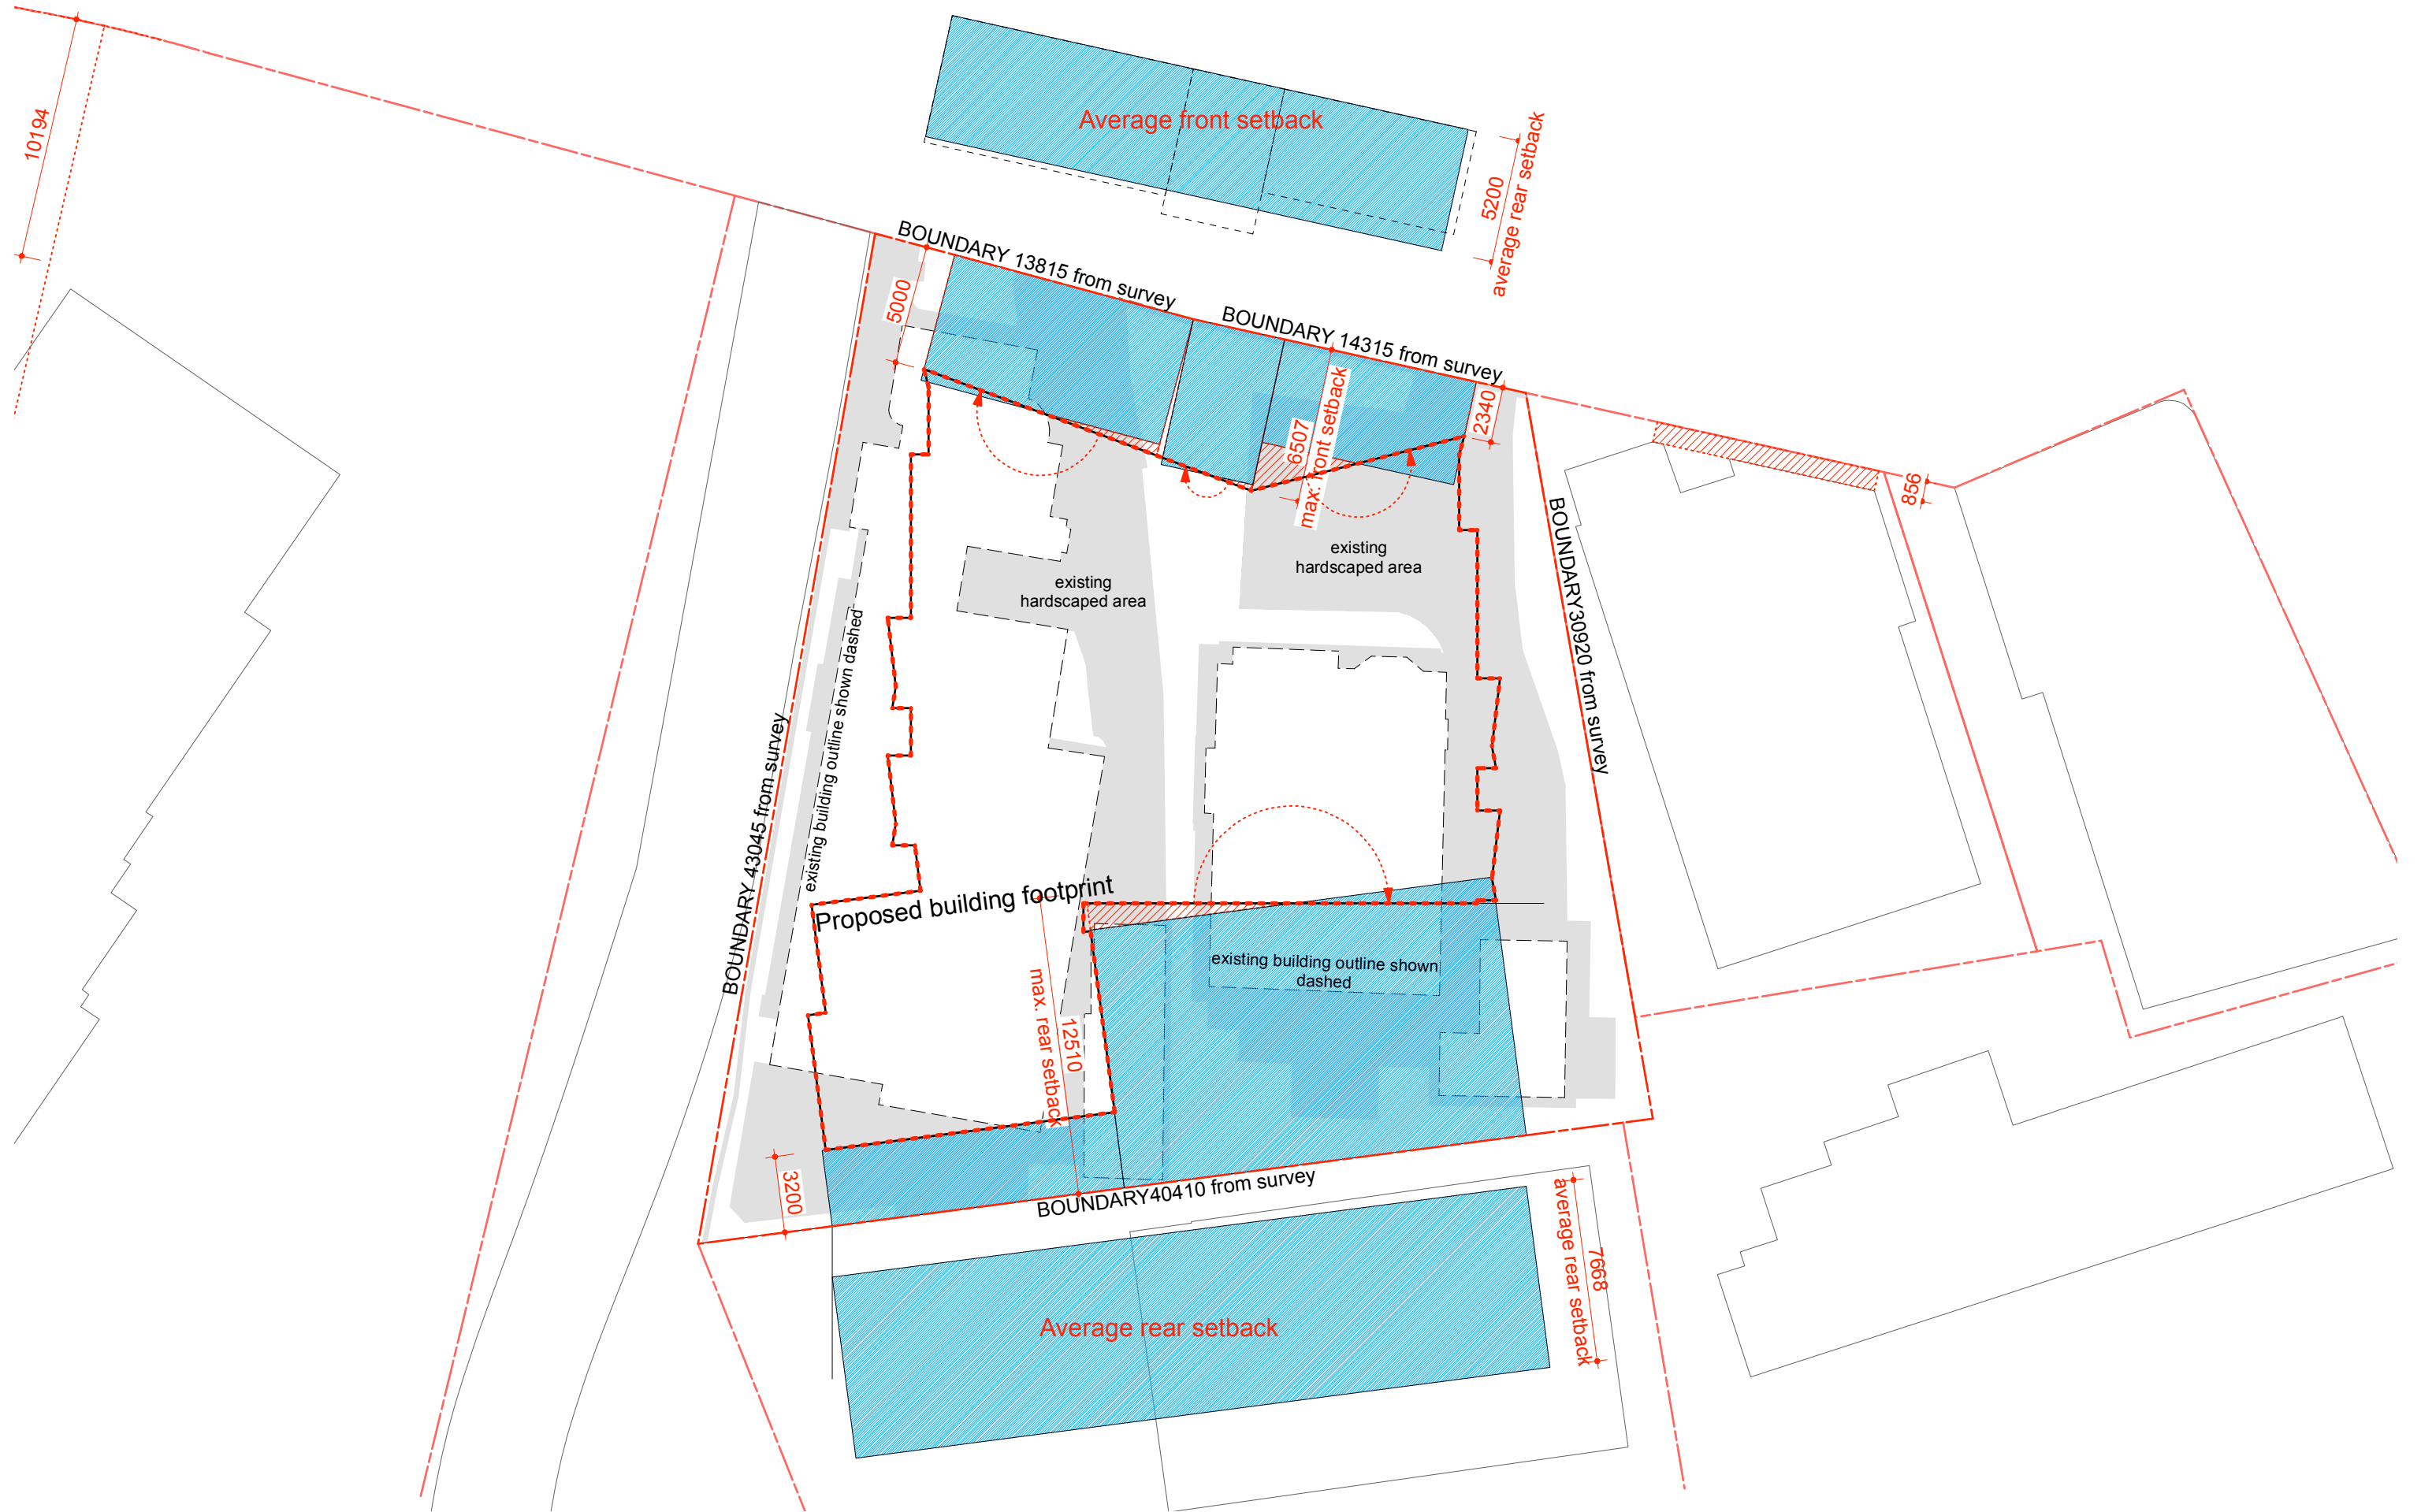 Average front setback
10194
5200
average rear setback
BOUNDARY 13815 from survey
BOUNDARY 14315 from survey
5000
2340
6507
max. front setback
856
existing
hardscaped area
existing
hardscaped area
BOUNDARY30920 from survey
existing building outline shown dashed
BOUNDARY 43045 from survey
Proposed building footprint
existing building outline shown
dashed
12510
max. rear setback
3200
BOUNDARY40410 from survey
7668
average rear setback
Average rear setback